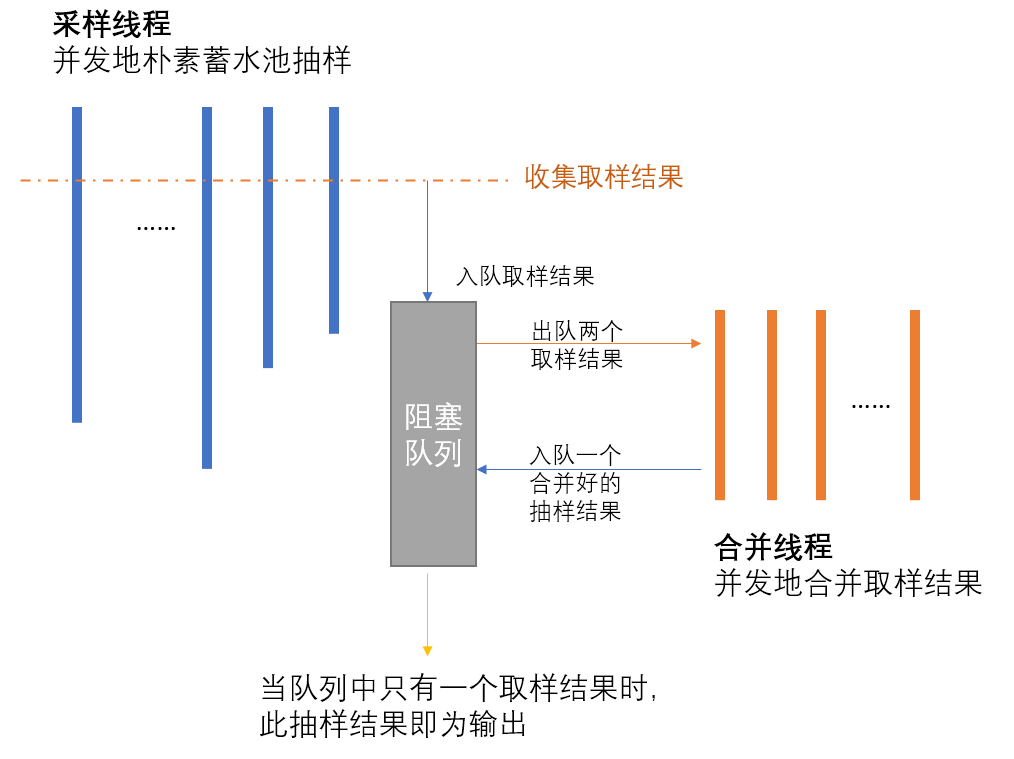 采样线程
并发地朴素蓄水池抽样
收集取样结果
……
入队取样结果
出队两个
取样结果
阻塞
队列
……
入队一个
合并好的
抽样结果
合并线程
并发地合并取样结果
当队列中只有一个取样结果时,
此抽样结果即为输出